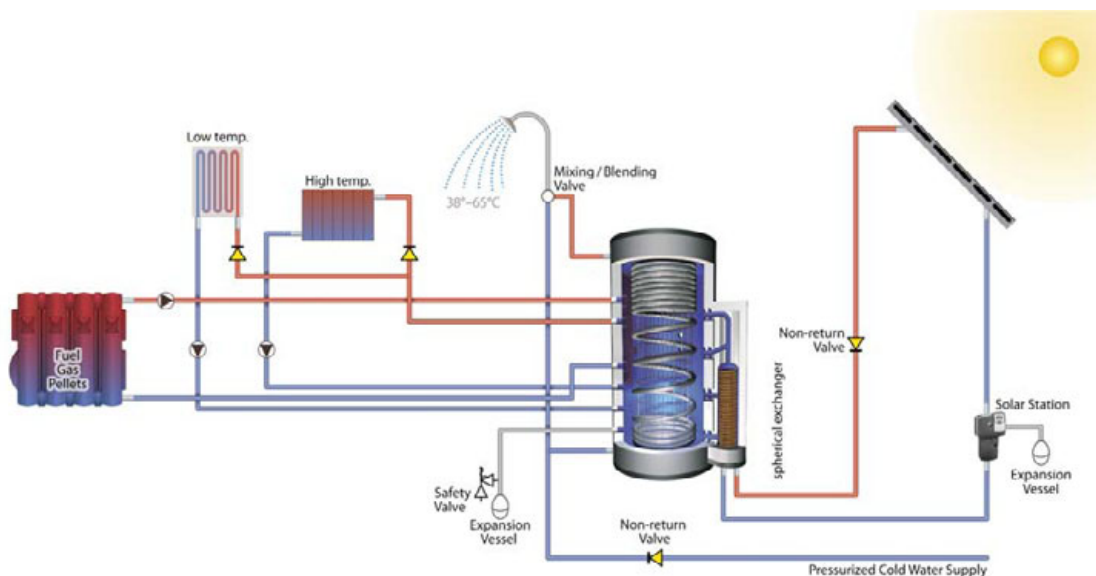 Low temp.
High temp.
Mixing / Blending
Valve
38°-65°C
Fuel
Gas
Pellets
Non-return
Valve
spherical exchanger
Solar Station
Expansion
Vessel
Safety
Valve
Expansion
Vessel
Non-return
Valve
Pressurized Cold Water Supply